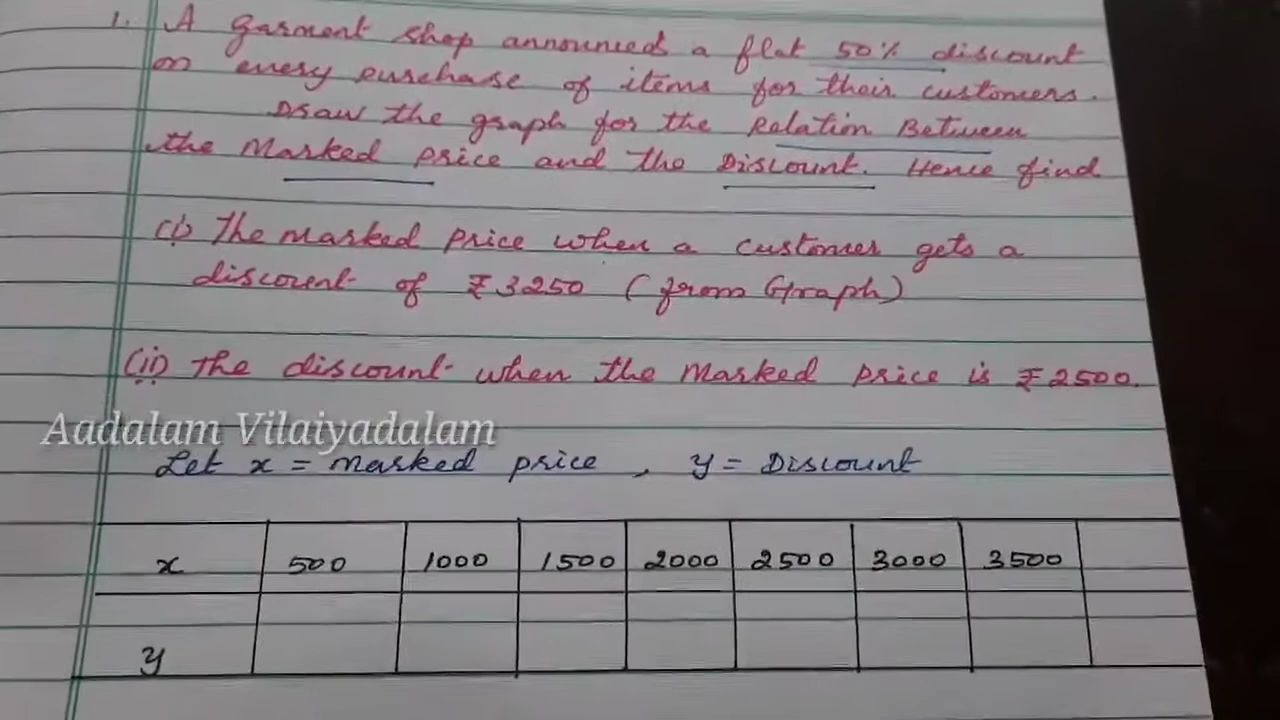 1. A garment shop announced a flat 50% discount
on every purchase of items for their customers.
Draw the graph for the Relation Between
the Marked price and the Discount. Hence find
(i) The marked price when a customer gets a
discount of ₹3250 (from Graph)
(ii) The discount when the Marked price is ₹2500.
Aadalam Vilaiyadalam
Let x = Marked price, y = Discount
x 500 1000 1500 2000 2500 3000 3500
y